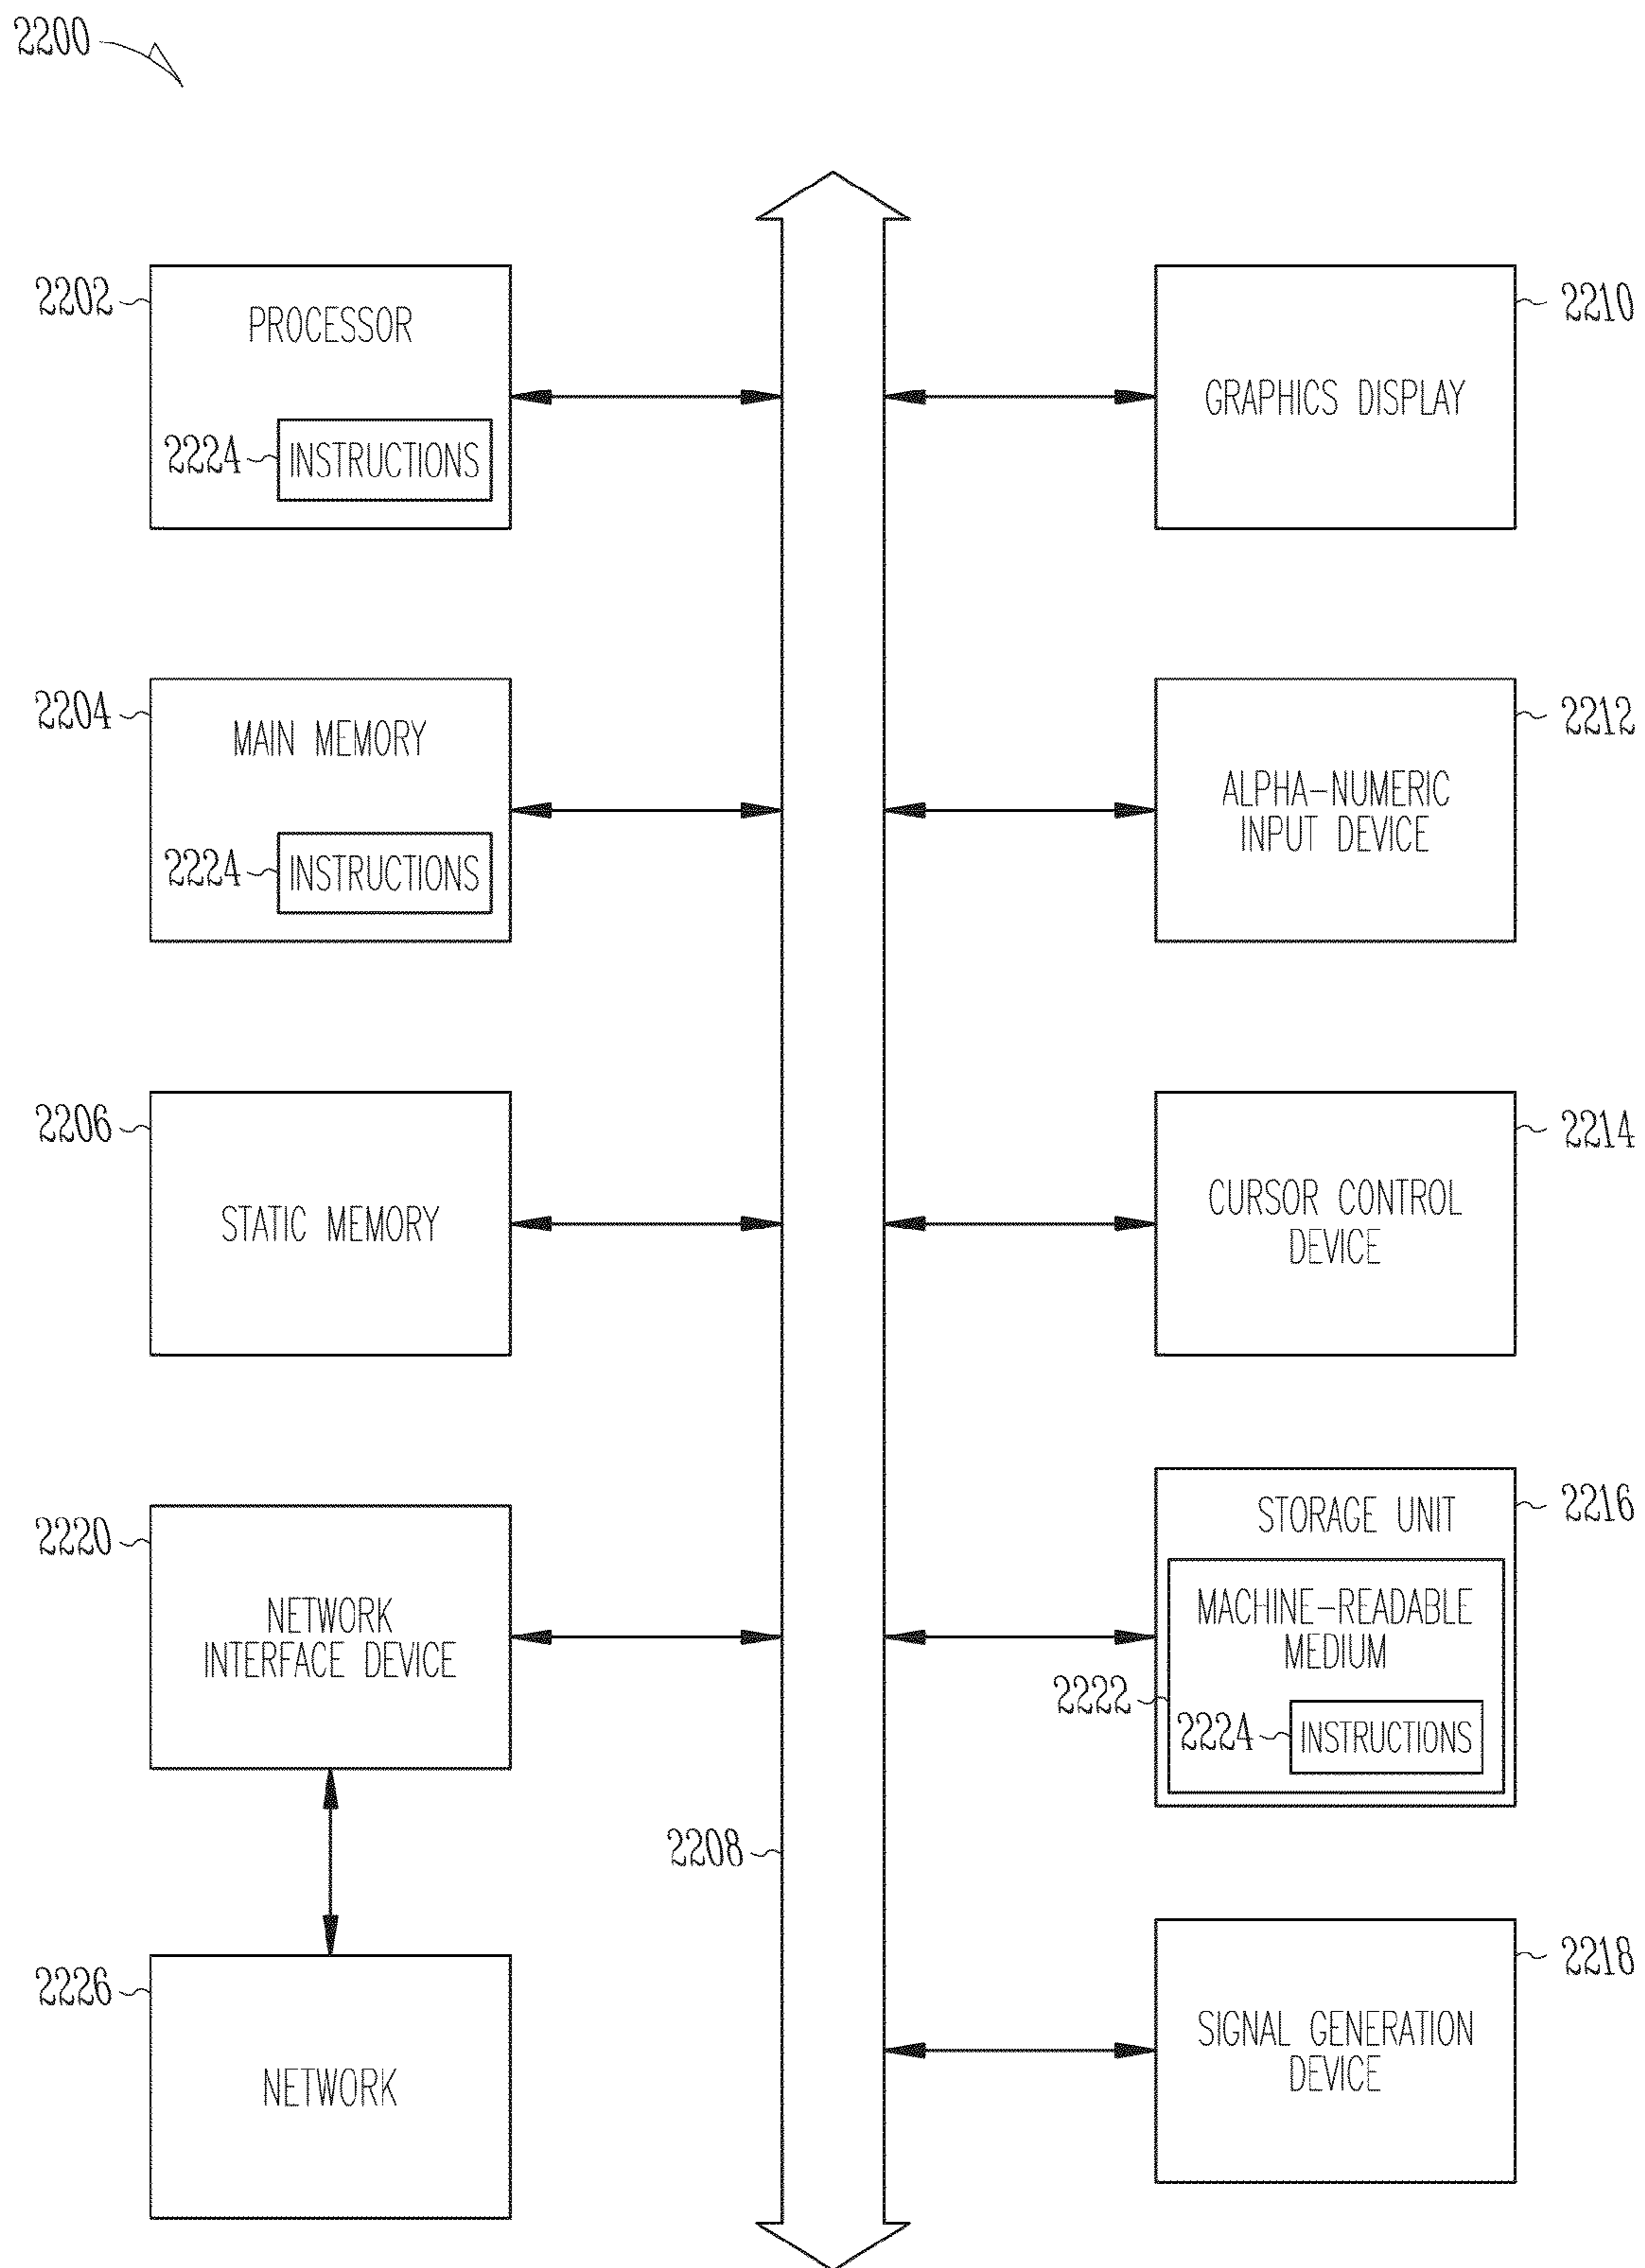 2200
2202
PROCESSOR
2224
INSTRUCTIONS
2204
MAIN MEMORY
2224
INSTRUCTIONS
2206
STATIC MEMORY
2220
NETWORK
INTERFACE DEVICE
2226
NETWORK
2208
2210
GRAPHICS DISPLAY
2212
ALPHA-NUMERIC
INPUT DEVICE
2214
CURSOR CONTROL
DEVICE
2216
STORAGE UNIT
MACHINE-READABLE
MEDIUM
2222
2224
INSTRUCTIONS
2218
SIGNAL GENERATION
DEVICE